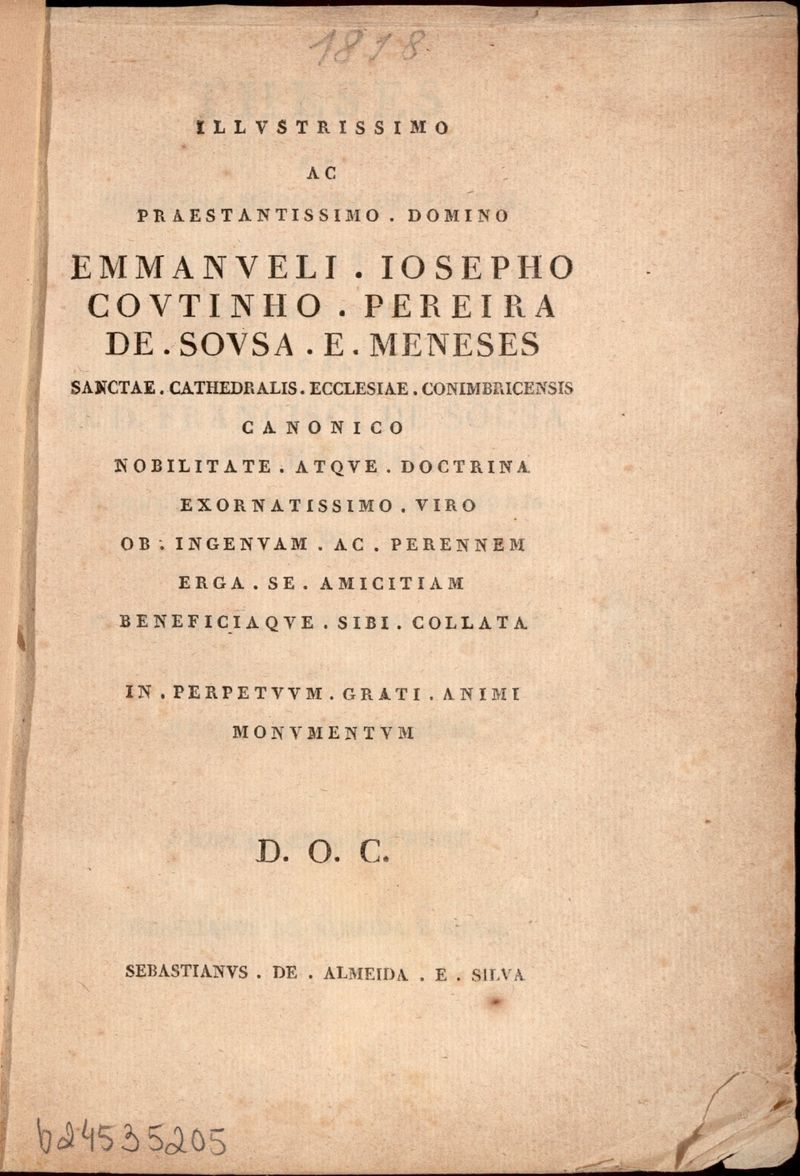 1818
ILLVSTRISSIMO
AC
PRAESTANTISSIMO . DOMINO
EMMANVELI . IOSEPHO
COVTINHO . PEREIRA
DE . SOVSA . E . MENESES
SANCTAE . CATHEDRALIS . ECCLESIAE . CONIMBRICENSIS
CANONICO
NOBILITATE . ATQVE . DOCTRINA
EXORNATISSIMO . VIRO
OB . INGENVAM . AC . PERENNEM
ERGA . SE . AMICITIAM
BENEFICIAQVE . SIBI . COLLATA
IN . PERPETVVM . GRATI . ANIMI
MONVMENTVM
D. O. C.
SEBASTIANVS . DE . ALMEIDA . E . SILVA
b24535205